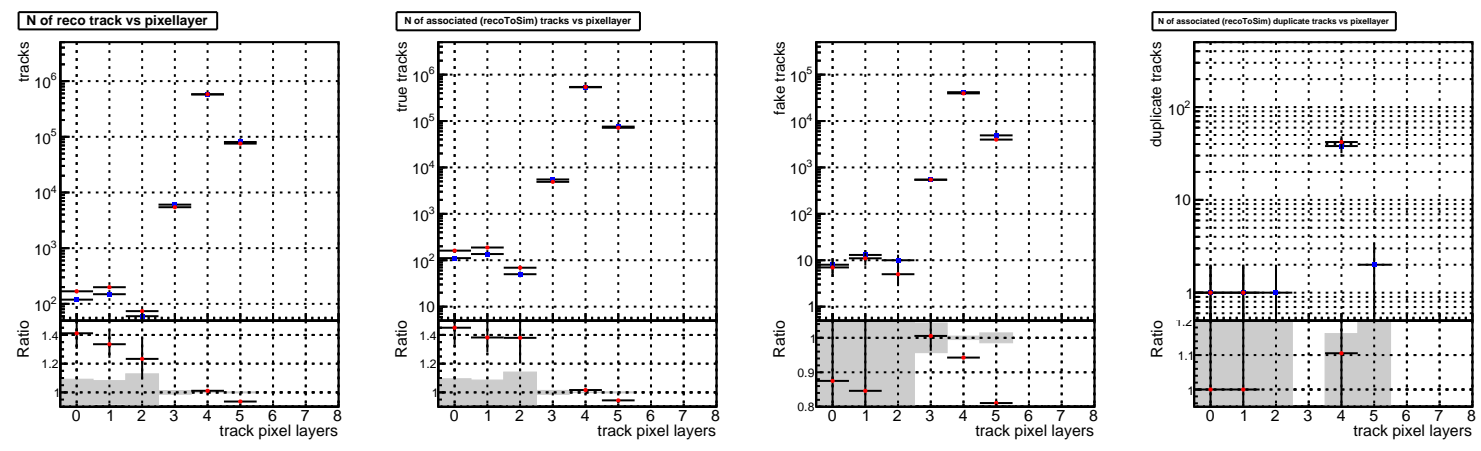 N of reco track vs pixellayer
tracks
10^6
10^5
10^4
10^3
10^2
Ratio
1.4
1.2
1
0 1 2 3 4 5 6 7 8
track pixel layers
N of associated (recoToSim) tracks vs pixellayer
true tracks
10^6
10^5
10^4
10^3
10^2
10
Ratio
1.4
1.2
1
0 1 2 3 4 5 6 7 8
track pixel layers
fake tracks
10^5
10^4
10^3
10^2
10
1
Ratio
1
0.9
0.8
0 1 2 3 4 5 6 7 8
track pixel layers
N of associated (recoToSim) duplicate tracks vs pixellayer
duplicate tracks
10^2
10
1
Ratio
1.2
1.1
1
0 1 2 3 4 5 6 7 8
track pixel layers